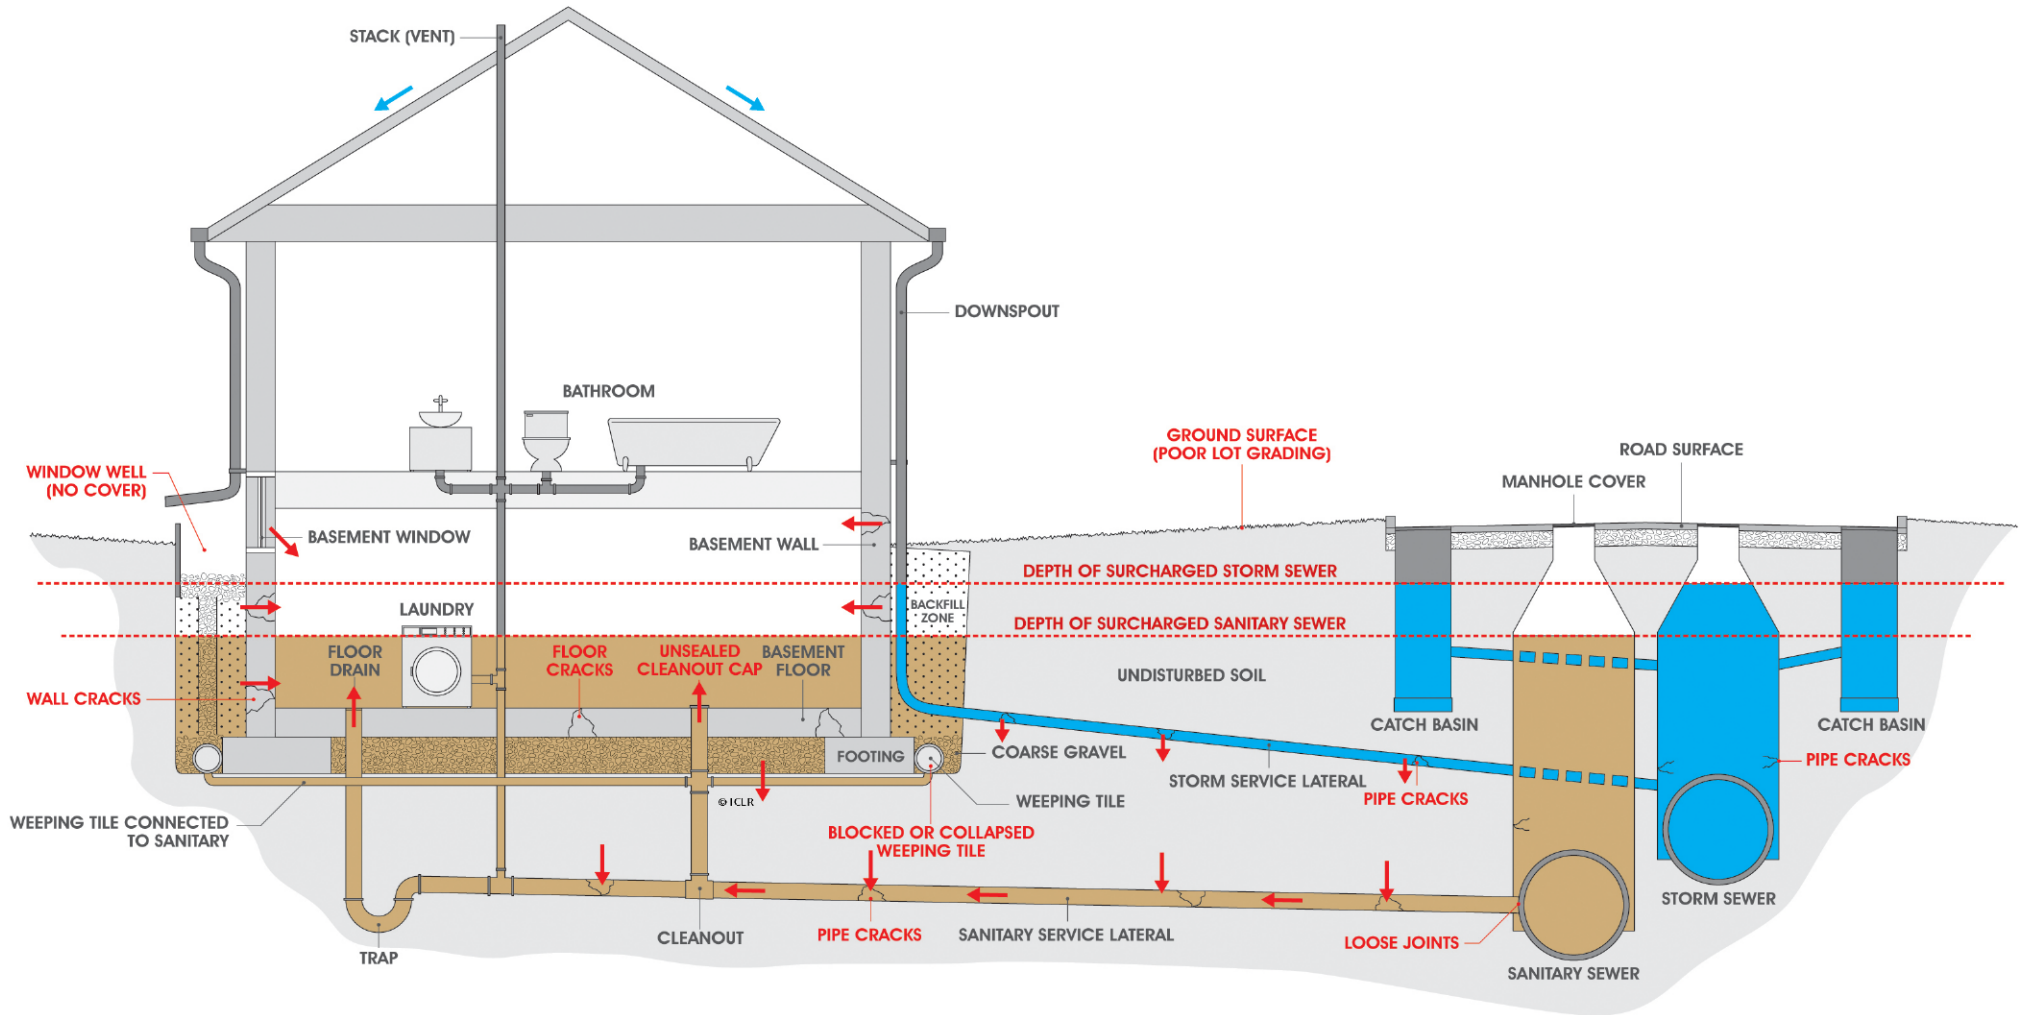 STACK (VENT)
DOWNSPOUT
BATHROOM
WINDOW WELL
(NO COVER)
GROUND SURFACE
(POOR LOT GRADING)
ROAD SURFACE
MANHOLE COVER
BASEMENT WINDOW
BASEMENT WALL
DEPTH OF SURCHARGED STORM SEWER
LAUNDRY
BACKFILL
ZONE
DEPTH OF SURCHARGED SANITARY SEWER
FLOOR
DRAIN
FLOOR
CRACKS
UNSEALED
CLEANOUT CAP
BASEMENT
FLOOR
UNDISTURBED SOIL
WALL CRACKS
CATCH BASIN
CATCH BASIN
FOOTING
COARSE GRAVEL
STORM SERVICE LATERAL
PIPE CRACKS
PIPE CRACKS
© ICLR
WEEPING TILE
WEEPING TILE CONNECTED
TO SANITARY
BLOCKED OR COLLAPSED
WEEPING TILE
STORM SEWER
CLEANOUT
PIPE CRACKS
SANITARY SERVICE LATERAL
LOOSE JOINTS
TRAP
SANITARY SEWER